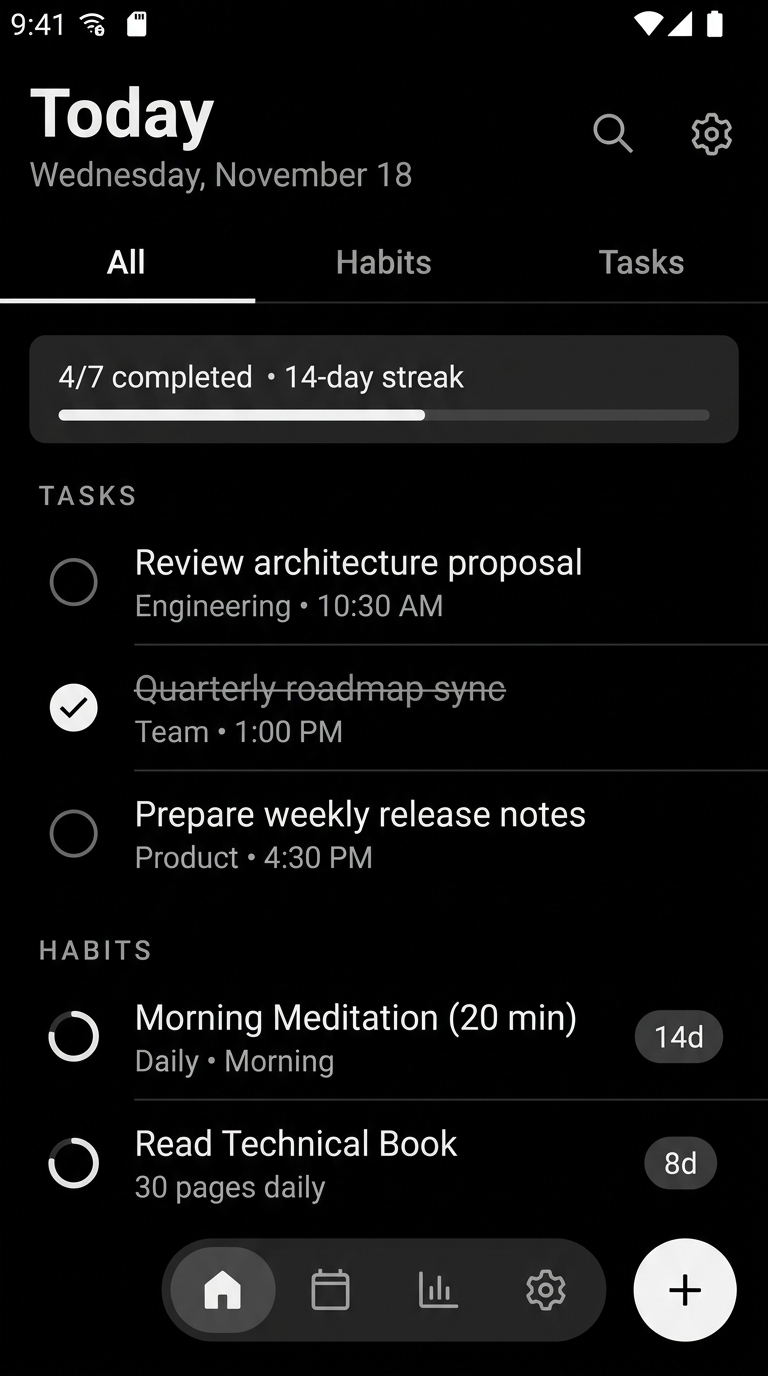 9:41
Today
Wednesday, November 18
All
Habits
Tasks
4/7 completed • 14-day streak
TASKS
Review architecture proposal
Engineering • 10:30 AM
Quarterly roadmap sync
Team • 1:00 PM
Prepare weekly release notes
Product • 4:30 PM
HABITS
Morning Meditation (20 min)
Daily • Morning
14d
Read Technical Book
30 pages daily
8d